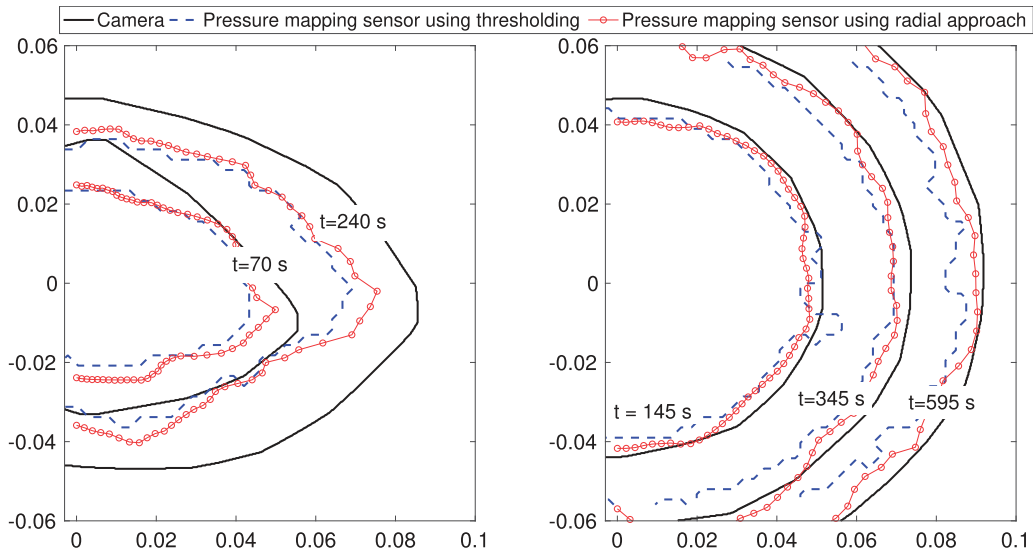 Camera Pressure mapping sensor using thresholding Pressure mapping sensor using radial approach
0.06
0.04
0.02
0
-0.02
-0.04
-0.06
0 0.02 0.04 0.06 0.08 0.1
t=240 s
t=70 s
0.06
0.04
0.02
0
-0.02
-0.04
-0.06
0 0.02 0.04 0.06 0.08 0.1
t = 145 s
t=345 s
t=595 s